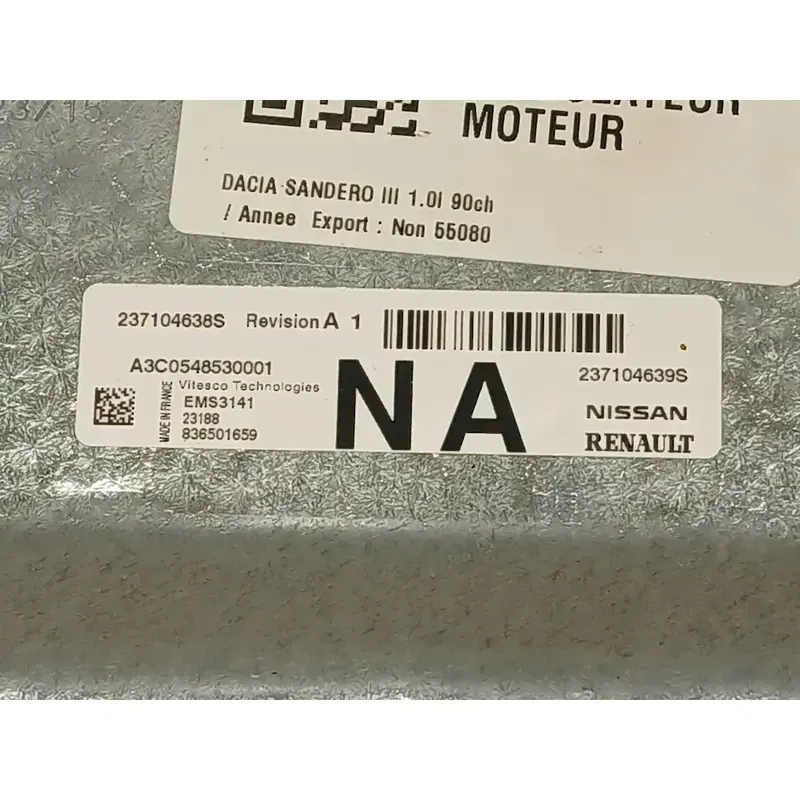 MOTEUR
DACIA SANDERO III 1.0I 90ch
/ Annee Export : Non 55080
237104638S Revision A 1
A3C0548530001
Vitesco Technologies
EMS3141
23188
836501659
MADE IN FRANCE
NA
237104639S
NISSAN
RENAULT